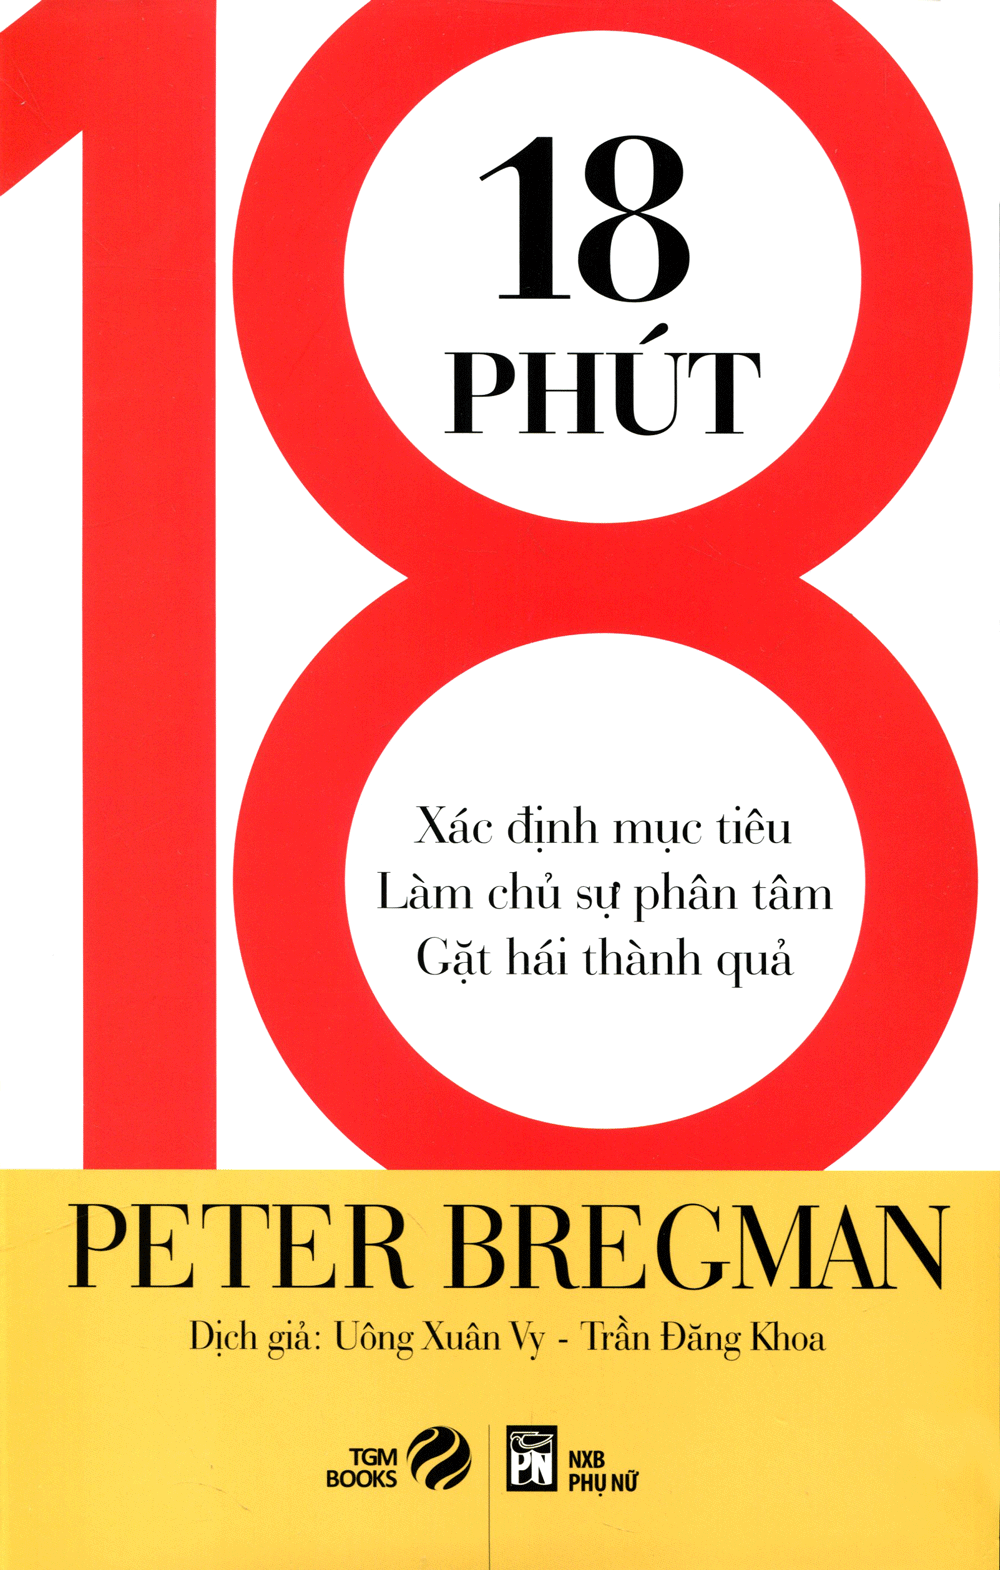 18
18
PHÚT
Xác định mục tiêu
Làm chủ sự phân tâm
Gặt hái thành quả
PETER BREGMAN
Dịch giả: Uông Xuân Vy - Trần Đăng Khoa
TGM
BOOKS
PN
NXB
PHỤ NỮ